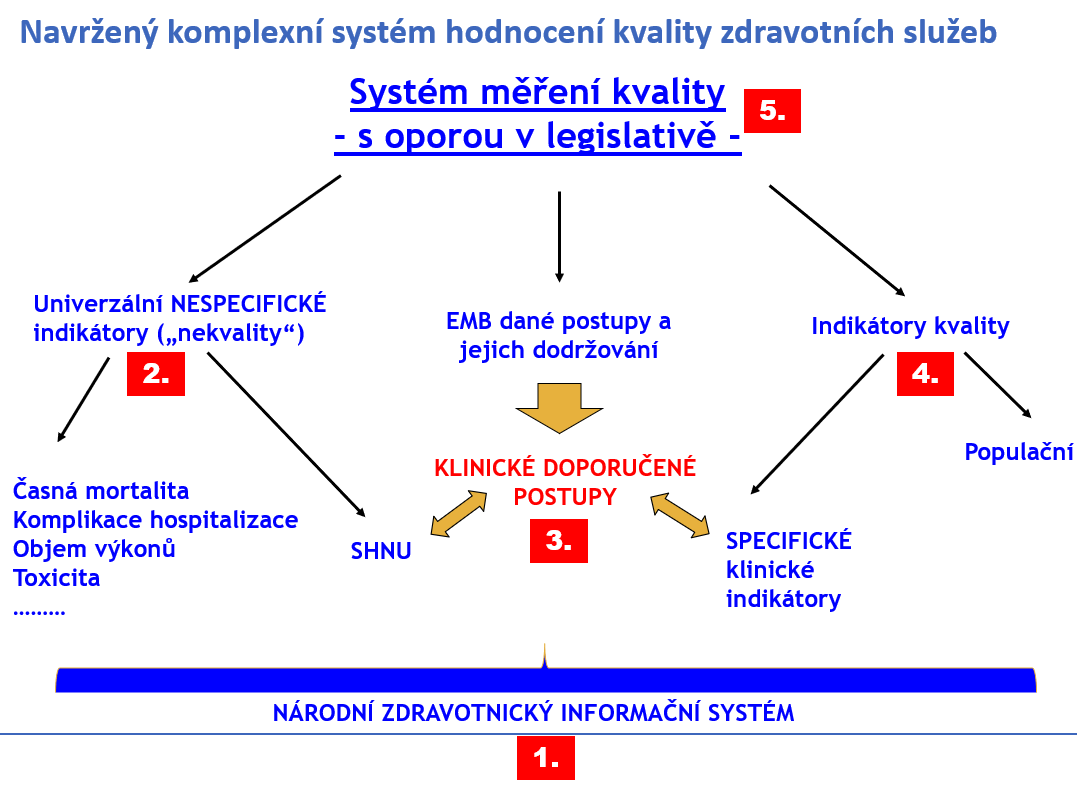 Navržený komplexní systém hodnocení kvality zdravotních služeb
Systém měření kvality
- s oporou v legislativě -
5.
Univerzální NESPECIFICKÉ
indikátory („nekvality“)
2.
EMB dané postupy a
jejich dodržování
Indikátory kvality
4.
Populační
KLINICKÉ DOPORUČENÉ
POSTUPY
3.
Časná mortalita
Komplikace hospitalizace
Objem výkonů
Toxicita
………
SHNU
SPECIFICKÉ
klinické
indikátory
NÁRODNÍ ZDRAVOTNICKÝ INFORMAČNÍ SYSTÉM
1.